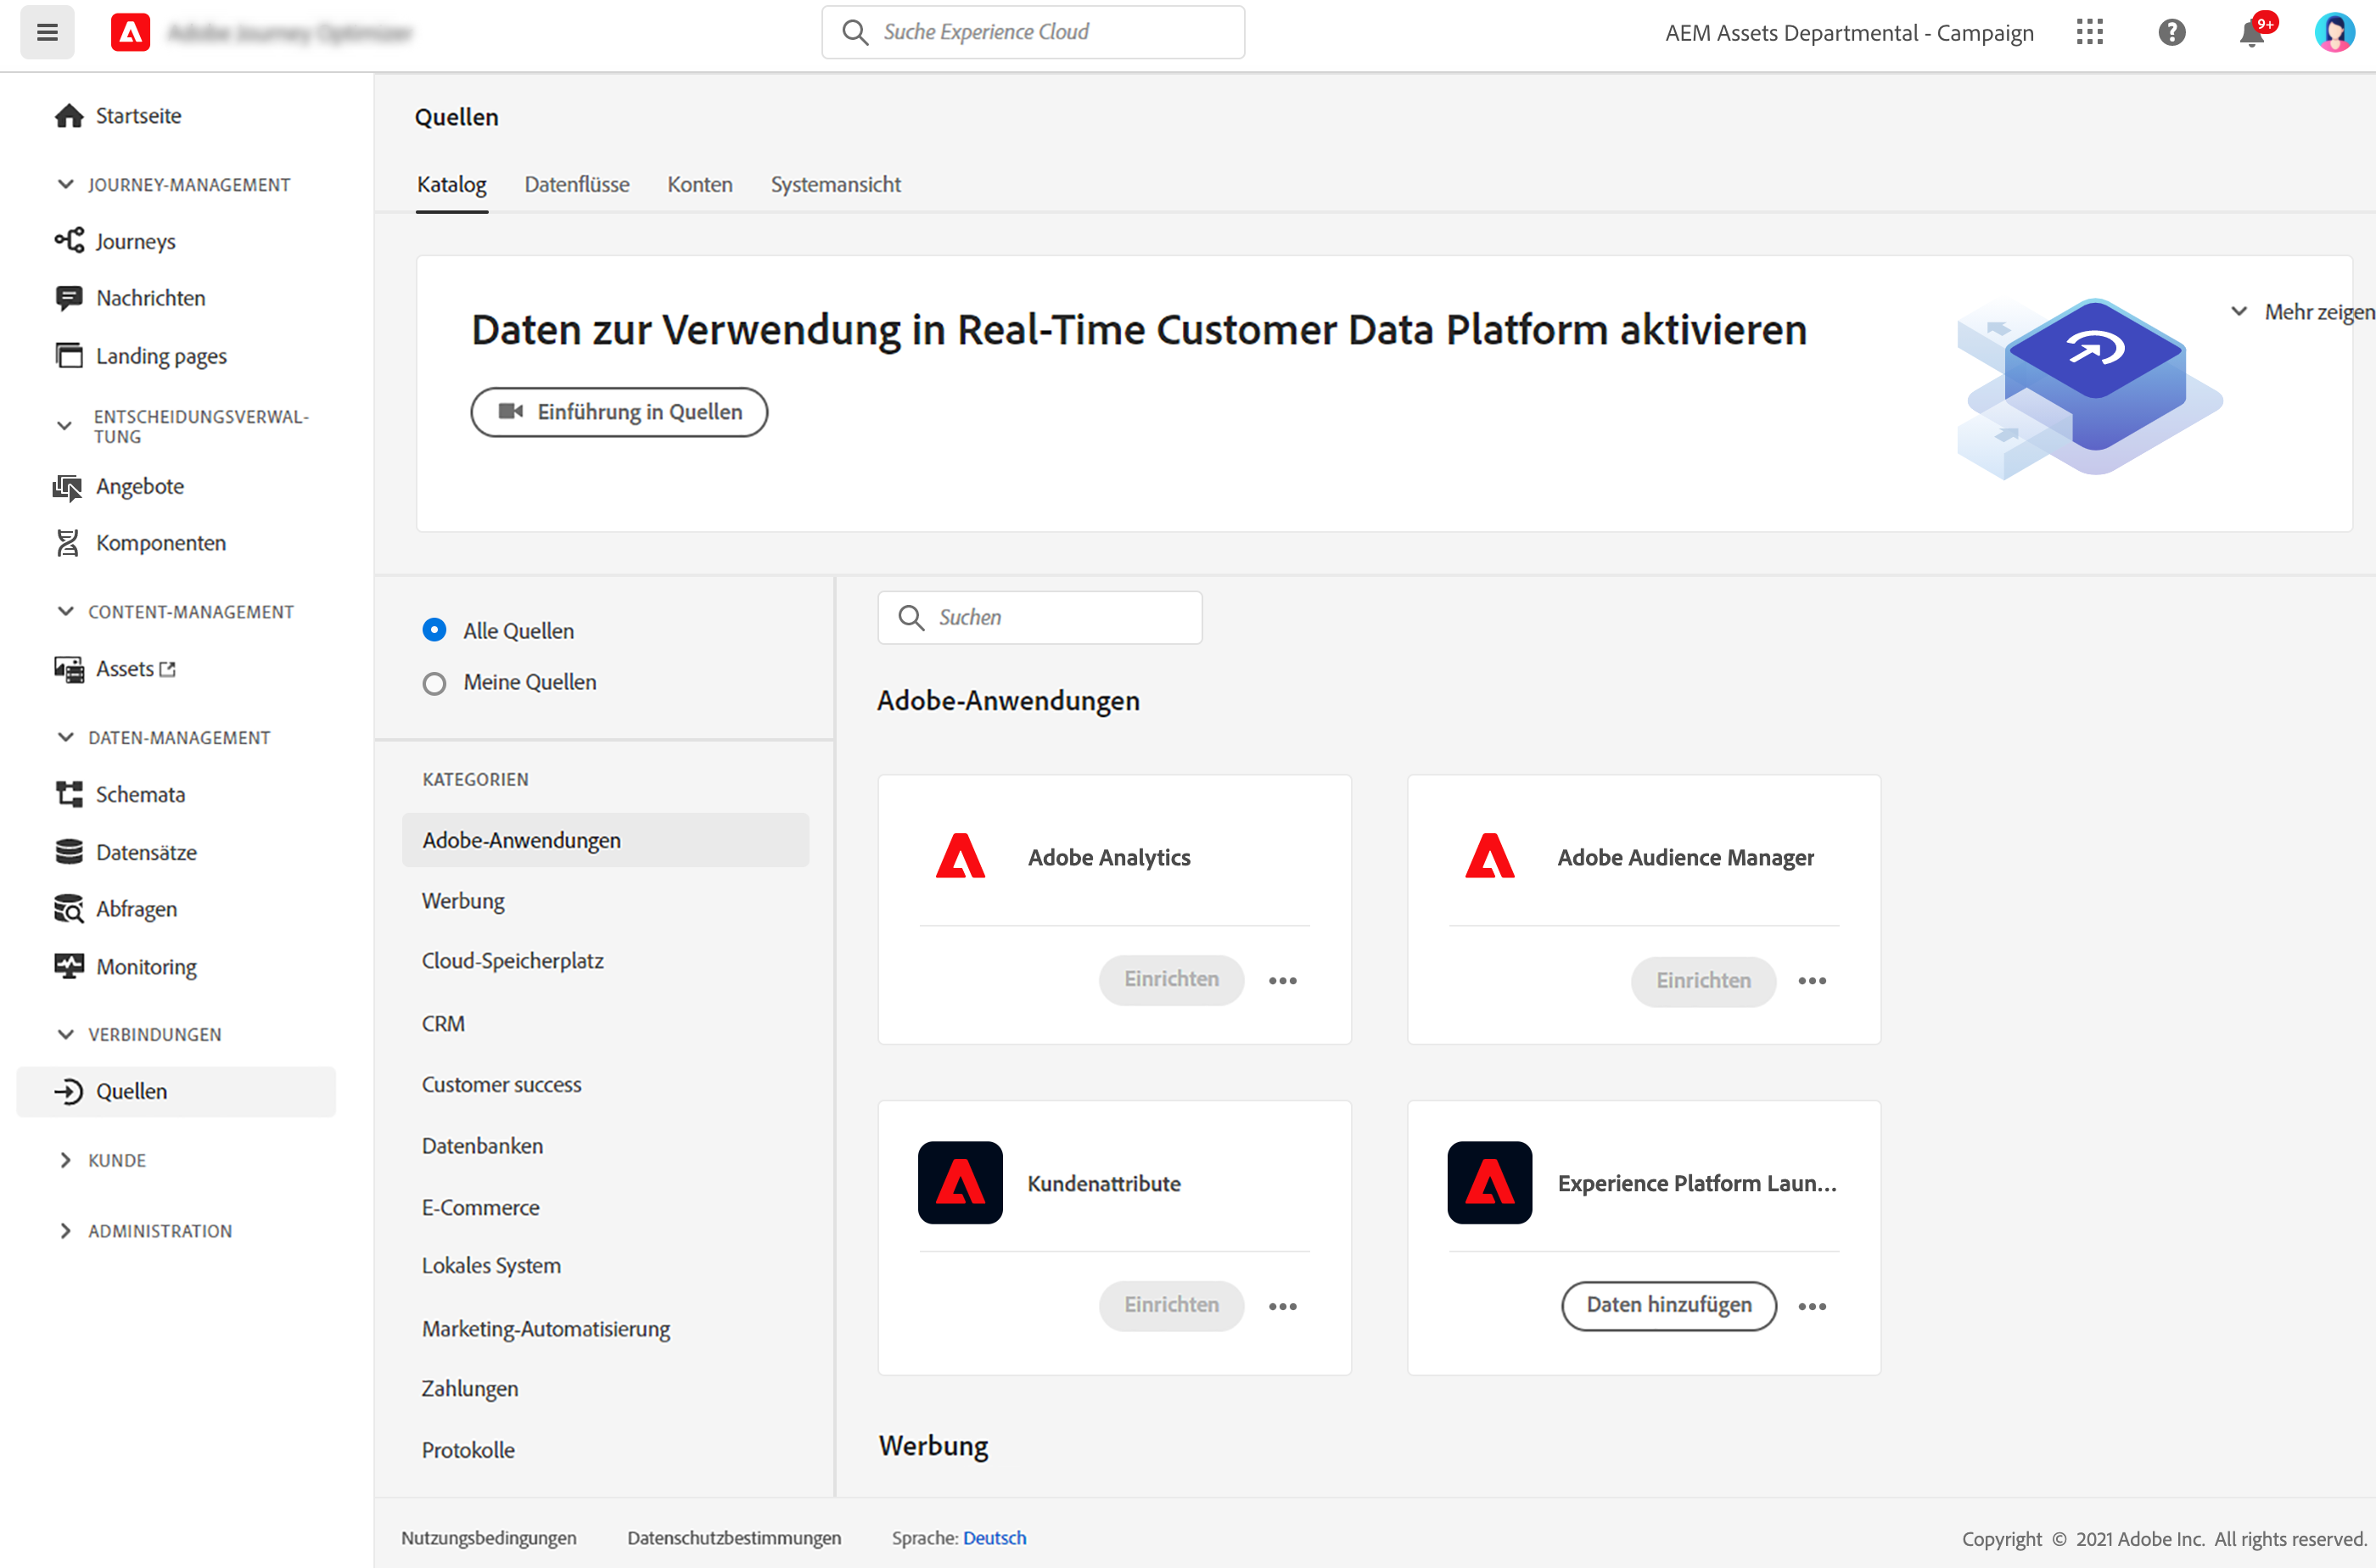 Suche Experience Cloud
AEM Assets Departmental - Campaign
9+
Startseite
JOURNEY-MANAGEMENT
Journeys
Nachrichten
Landing pages
ENTSCHEIDUNGSVERWAL-
TUNG
Angebote
Komponenten
CONTENT-MANAGEMENT
Assets
DATEN-MANAGEMENT
Schemata
Datensätze
Abfragen
Monitoring
VERBINDUNGEN
Quellen
KUNDE
ADMINISTRATION
Quellen
Katalog Datenflüsse Konten Systemansicht
Daten zur Verwendung in Real-Time Customer Data Platform aktivieren
Mehr zeigen
Einführung in Quellen
Alle Quellen
Meine Quellen
KATEGORIEN
Adobe-Anwendungen
Werbung
Cloud-Speicherplatz
CRM
Customer success
Datenbanken
E-Commerce
Lokales System
Marketing-Automatisierung
Zahlungen
Protokolle
Suchen
Adobe-Anwendungen
Adobe Analytics
Einrichten
Adobe Audience Manager
Einrichten
Kundenattribute
Einrichten
Experience Platform Laun...
Daten hinzufügen
Werbung
Nutzungsbedingungen Datenschutzbestimmungen Sprache: Deutsch
Copyright © 2021 Adobe Inc. All rights reserved.